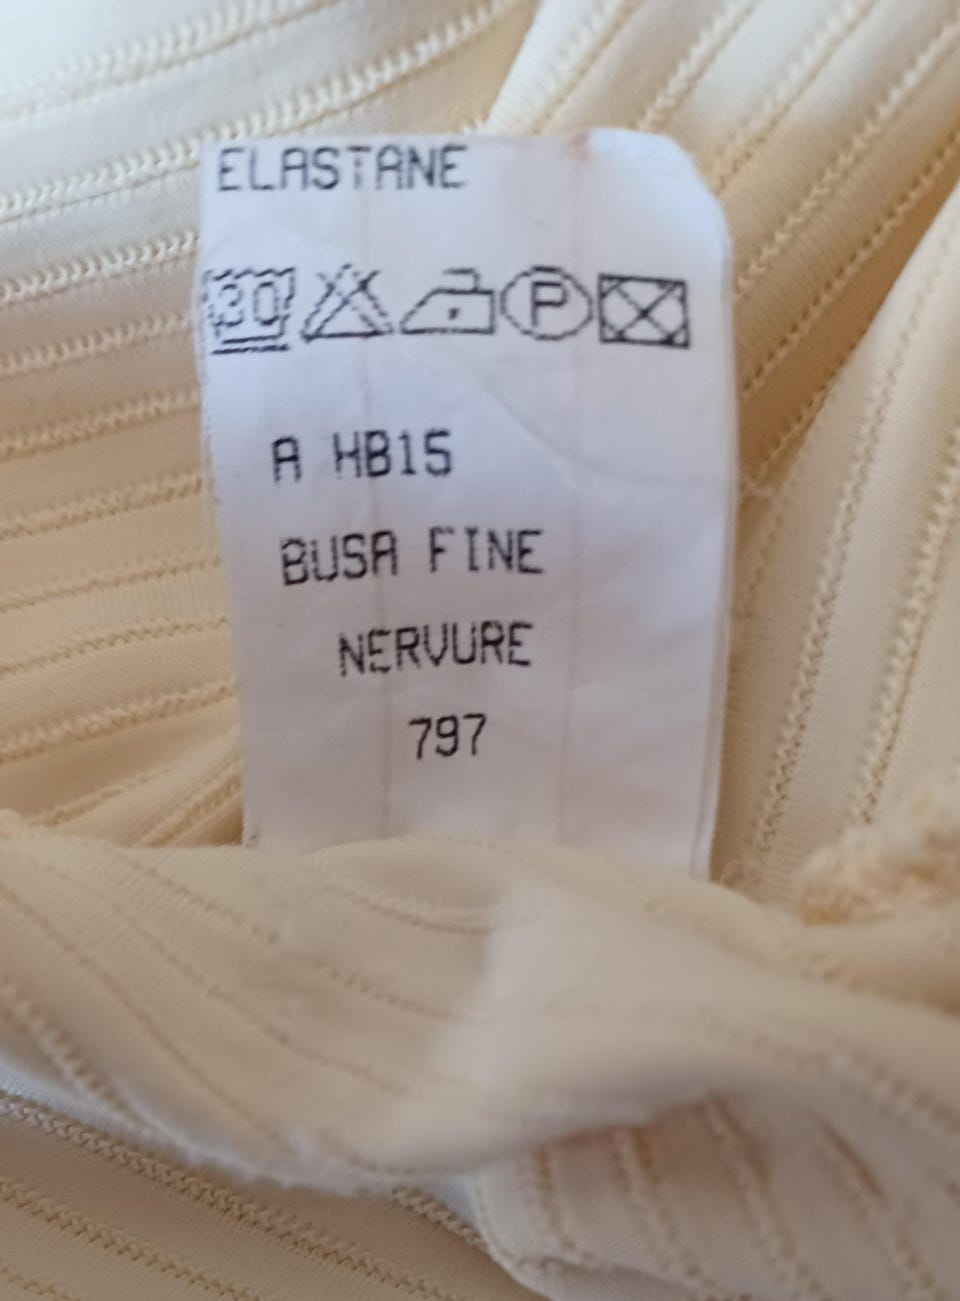 ELASTANE
30 P
A HB15
BUSA FINE
NERVURE
797